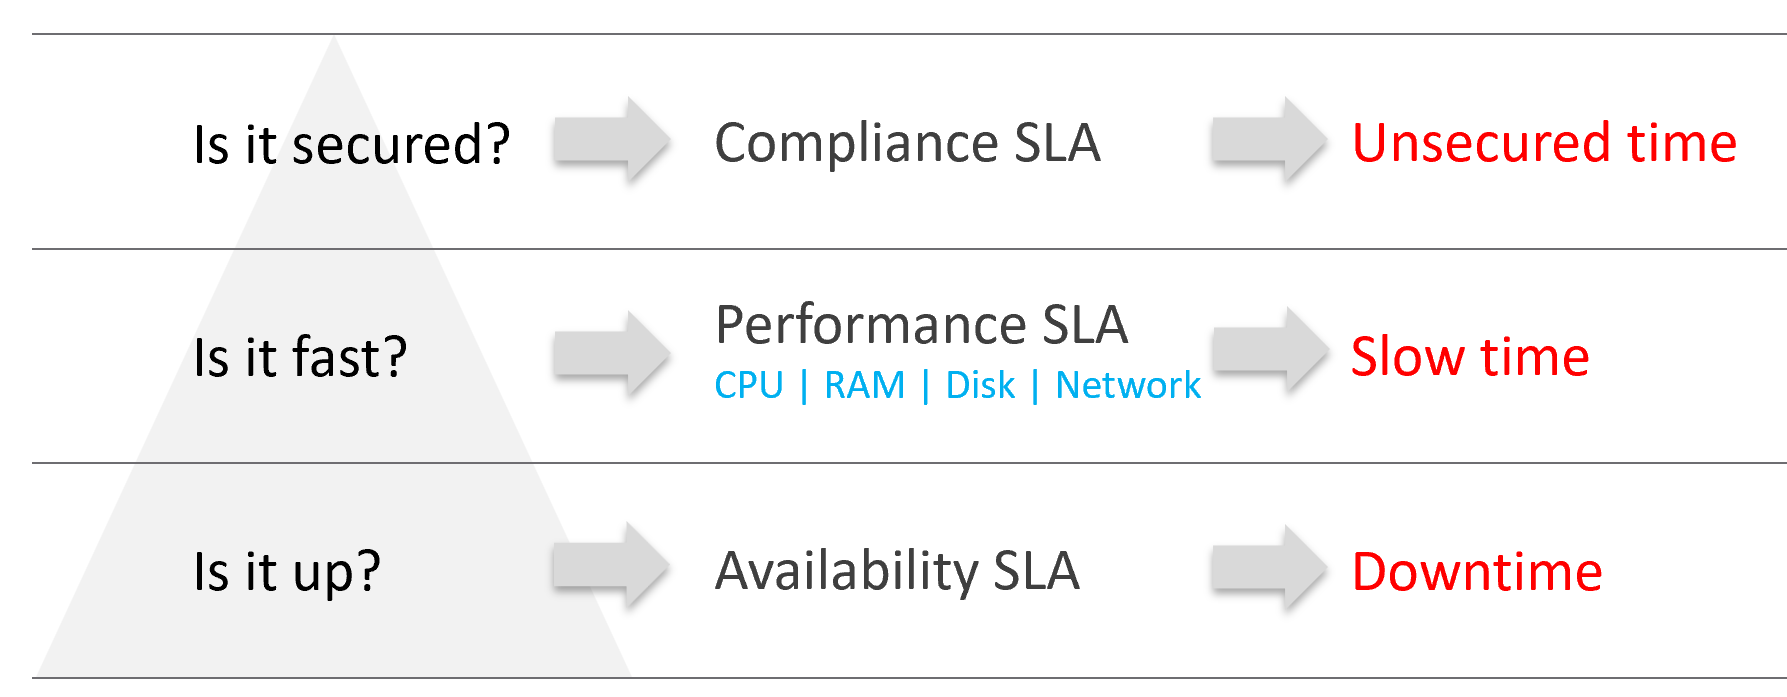 Is it secured?
Compliance SLA
Unsecured time
Is it fast?
Performance SLA
CPU | RAM | Disk | Network
Slow time
Is it up?
Availability SLA
Downtime